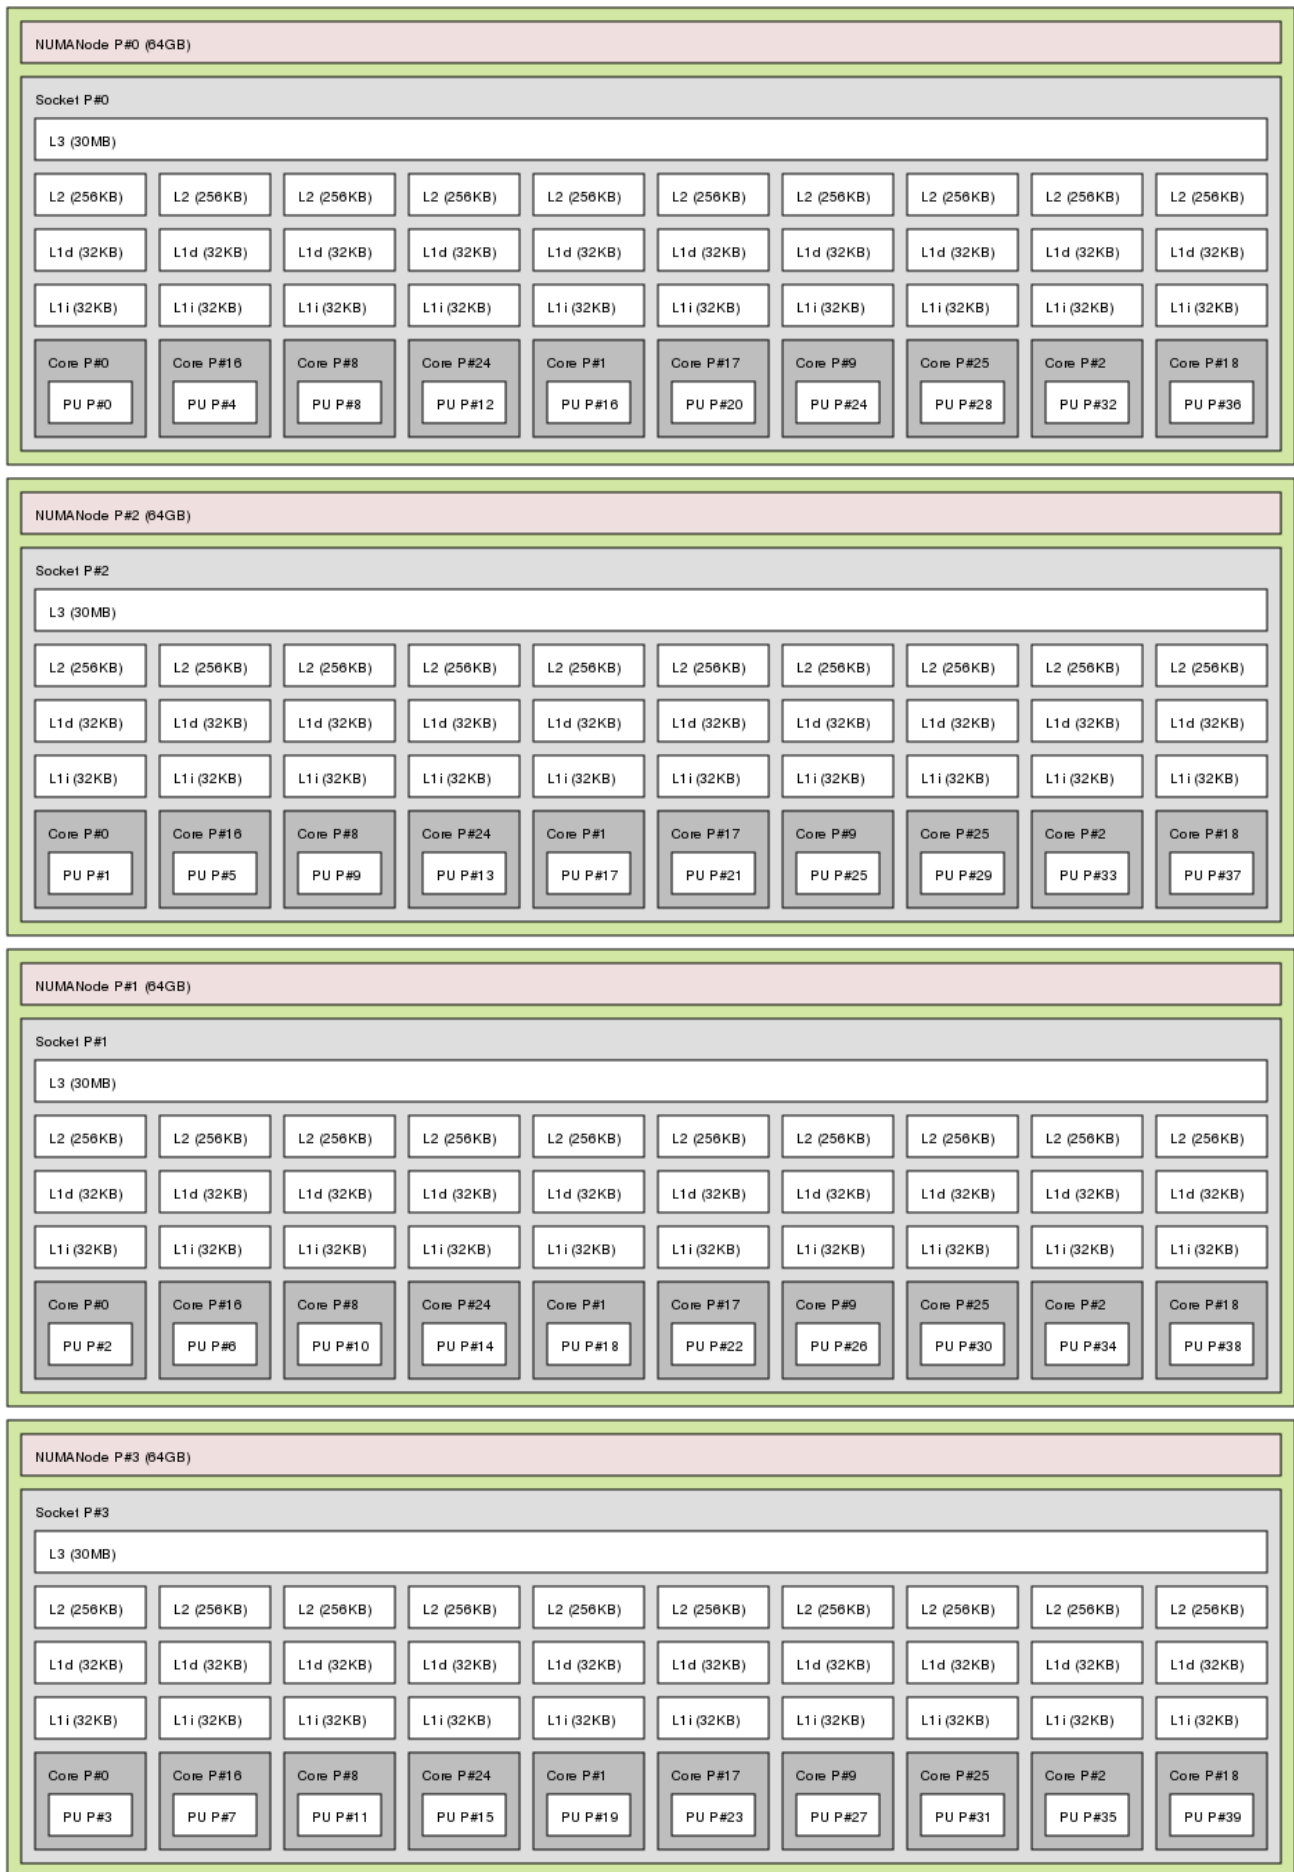 NUMANode P#0 (64GB)
Socket P#0
L3 (30MB)
L2 (256KB) L2 (256KB) L2 (256KB) L2 (256KB) L2 (256KB) L2 (256KB) L2 (256KB) L2 (256KB) L2 (256KB) L2 (256KB)
L1d (32KB) L1d (32KB) L1d (32KB) L1d (32KB) L1d (32KB) L1d (32KB) L1d (32KB) L1d (32KB) L1d (32KB) L1d (32KB)
L1i (32KB) L1i (32KB) L1i (32KB) L1i (32KB) L1i (32KB) L1i (32KB) L1i (32KB) L1i (32KB) L1i (32KB) L1i (32KB)
Core P#0 Core P#16 Core P#8 Core P#24 Core P#1 Core P#17 Core P#9 Core P#25 Core P#2 Core P#18
PU P#0 PU P#4 PU P#8 PU P#12 PU P#16 PU P#20 PU P#24 PU P#28 PU P#32 PU P#36
NUMANode P#2 (64GB)
Socket P#2
L3 (30MB)
L2 (256KB) L2 (256KB) L2 (256KB) L2 (256KB) L2 (256KB) L2 (256KB) L2 (256KB) L2 (256KB) L2 (256KB) L2 (256KB)
L1d (32KB) L1d (32KB) L1d (32KB) L1d (32KB) L1d (32KB) L1d (32KB) L1d (32KB) L1d (32KB) L1d (32KB) L1d (32KB)
L1i (32KB) L1i (32KB) L1i (32KB) L1i (32KB) L1i (32KB) L1i (32KB) L1i (32KB) L1i (32KB) L1i (32KB) L1i (32KB)
Core P#0 Core P#16 Core P#8 Core P#24 Core P#1 Core P#17 Core P#9 Core P#25 Core P#2 Core P#18
PU P#1 PU P#5 PU P#9 PU P#13 PU P#17 PU P#21 PU P#25 PU P#29 PU P#33 PU P#37
NUMANode P#1 (64GB)
Socket P#1
L3 (30MB)
L2 (256KB) L2 (256KB) L2 (256KB) L2 (256KB) L2 (256KB) L2 (256KB) L2 (256KB) L2 (256KB) L2 (256KB) L2 (256KB)
L1d (32KB) L1d (32KB) L1d (32KB) L1d (32KB) L1d (32KB) L1d (32KB) L1d (32KB) L1d (32KB) L1d (32KB) L1d (32KB)
L1i (32KB) L1i (32KB) L1i (32KB) L1i (32KB) L1i (32KB) L1i (32KB) L1i (32KB) L1i (32KB) L1i (32KB) L1i (32KB)
Core P#0 Core P#16 Core P#8 Core P#24 Core P#1 Core P#17 Core P#9 Core P#25 Core P#2 Core P#18
PU P#2 PU P#6 PU P#10 PU P#14 PU P#18 PU P#22 PU P#26 PU P#30 PU P#34 PU P#38
NUMANode P#3 (64GB)
Socket P#3
L3 (30MB)
L2 (256KB) L2 (256KB) L2 (256KB) L2 (256KB) L2 (256KB) L2 (256KB) L2 (256KB) L2 (256KB) L2 (256KB) L2 (256KB)
L1d (32KB) L1d (32KB) L1d (32KB) L1d (32KB) L1d (32KB) L1d (32KB) L1d (32KB) L1d (32KB) L1d (32KB) L1d (32KB)
L1i (32KB) L1i (32KB) L1i (32KB) L1i (32KB) L1i (32KB) L1i (32KB) L1i (32KB) L1i (32KB) L1i (32KB) L1i (32KB)
Core P#0 Core P#16 Core P#8 Core P#24 Core P#1 Core P#17 Core P#9 Core P#25 Core P#2 Core P#18
PU P#3 PU P#7 PU P#11 PU P#15 PU P#19 PU P#23 PU P#27 PU P#31 PU P#35 PU P#39